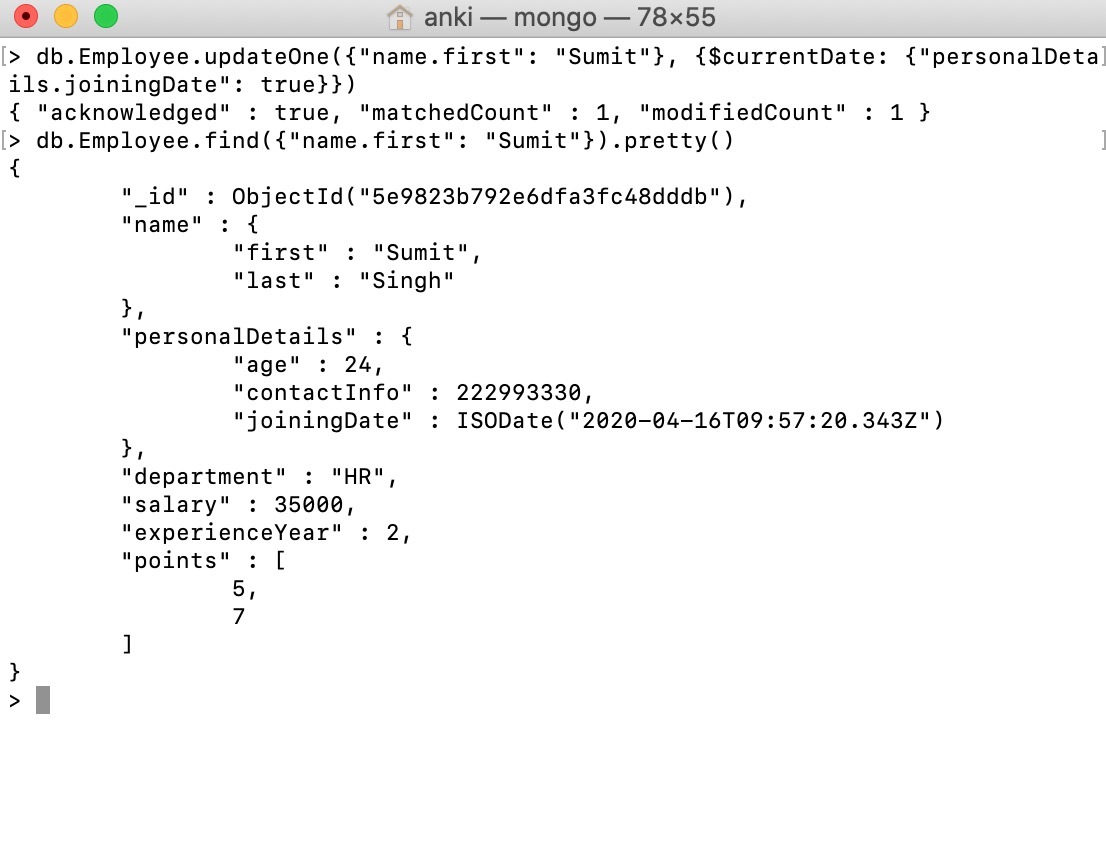 anki — mongo — 78×55
[> db.Employee.updateOne({"name.first": "Sumit"}, {$currentDate: {"personalDeta]
ils.joiningDate": true}})
{ "acknowledged" : true, "matchedCount" : 1, "modifiedCount" : 1 }
[> db.Employee.find({"name.first": "Sumit"}).pretty() ]
{
        "_id" : ObjectId("5e9823b792e6dfa3fc48dddb"),
        "name" : {
                "first" : "Sumit",
                "last" : "Singh"
        },
        "personalDetails" : {
                "age" : 24,
                "contactInfo" : 222993330,
                "joiningDate" : ISODate("2020-04-16T09:57:20.343Z")
        },
        "department" : "HR",
        "salary" : 35000,
        "experienceYear" : 2,
        "points" : [
                5,
                7
        ]
}
>